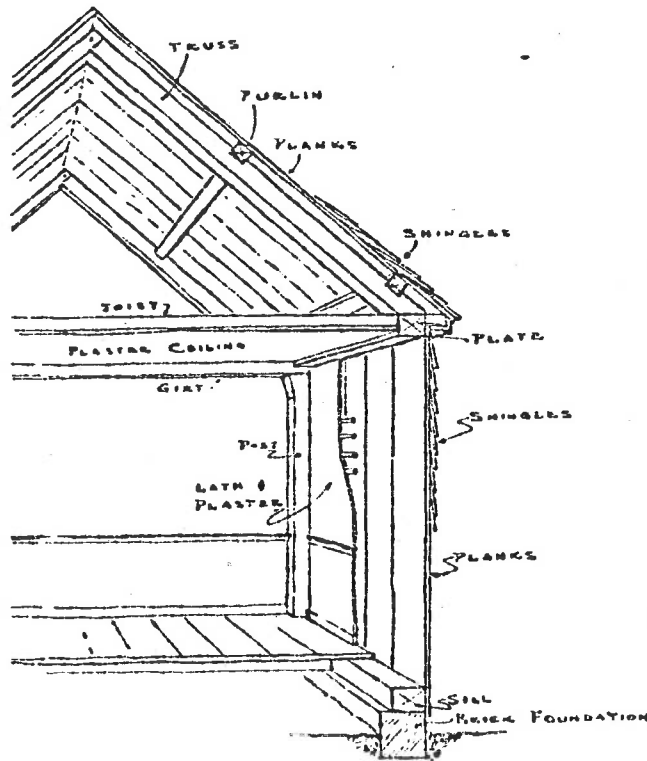 TRUSS
PURLIN
PLANKS
SHINGLES
JOIST
PLATE
PLASTER CEILING
GIRT
SHINGLES
POST
LATH &
PLASTER
PLANKS
SILL
BRICK FOUNDATION